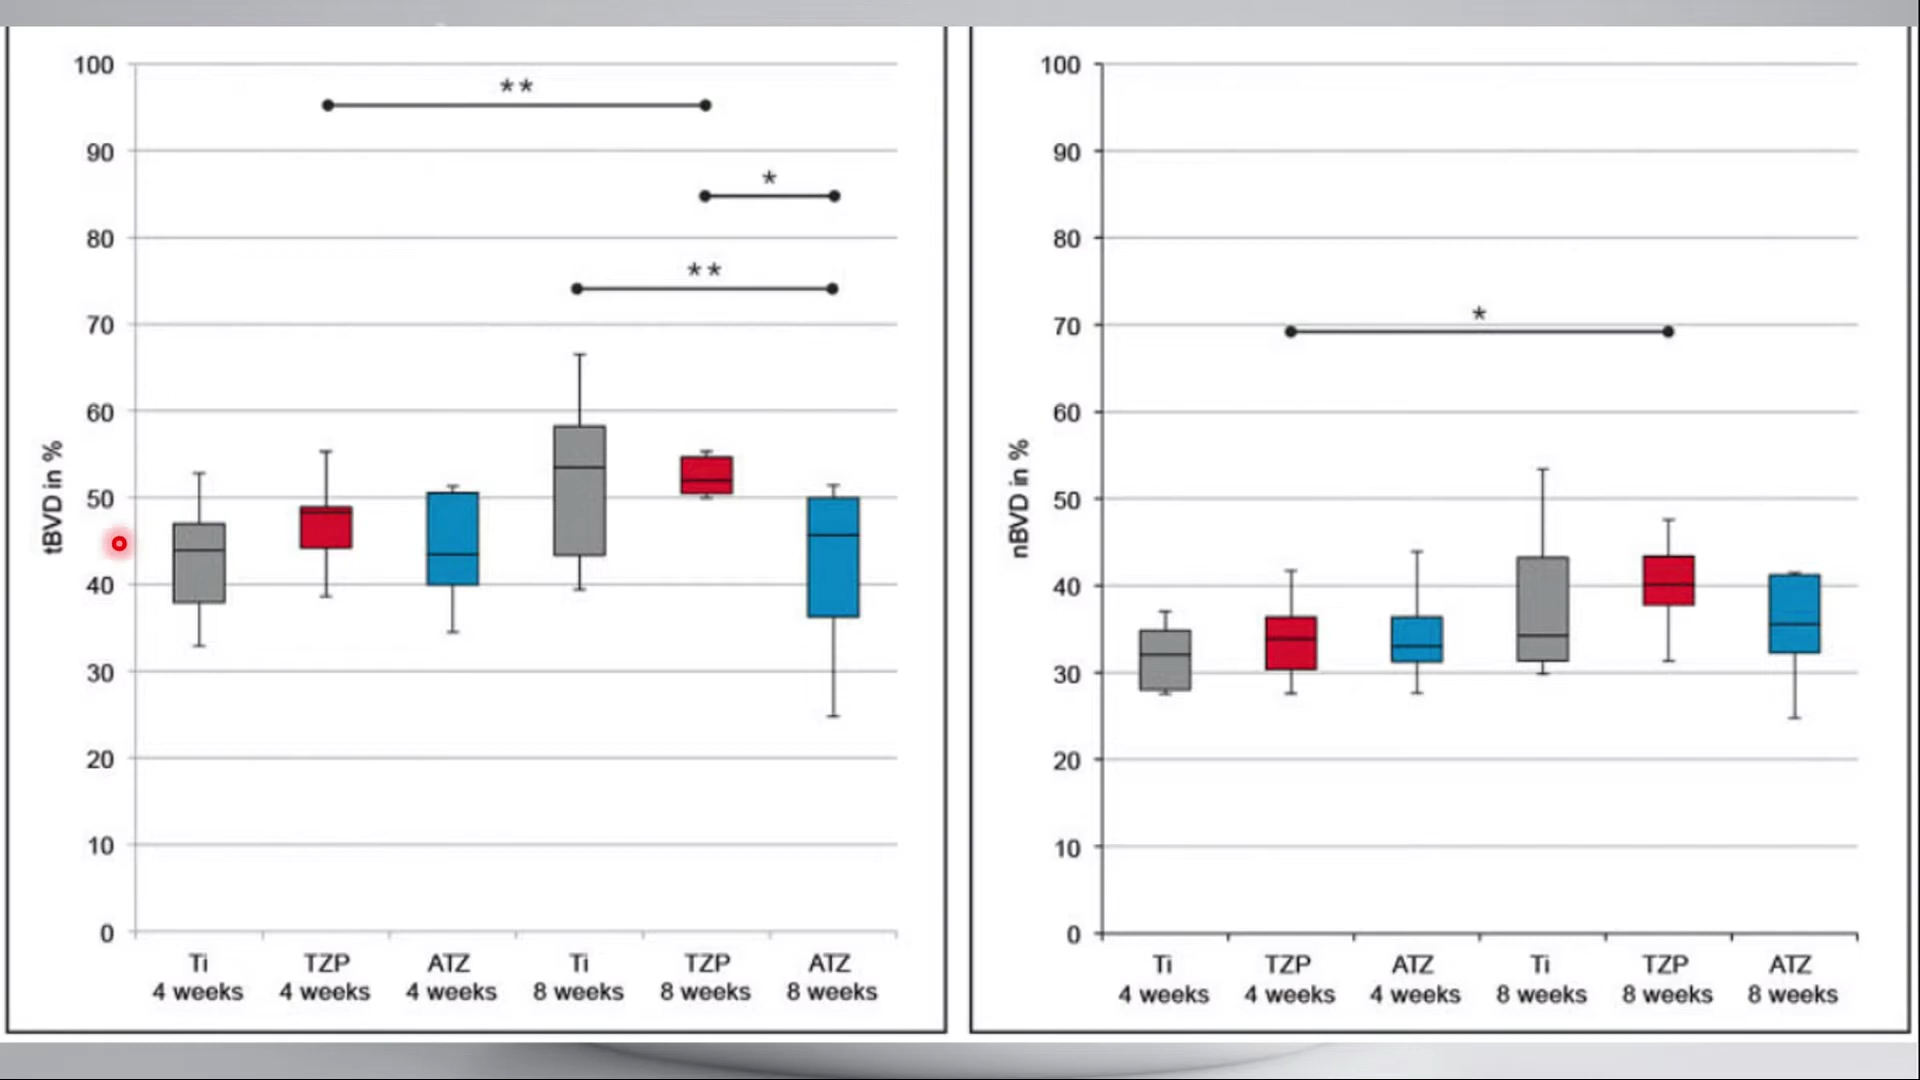 100
90
80
70
60
50
40
30
20
10
0
tBVD in %
**
*
**
Ti
4 weeks
TZP
4 weeks
ATZ
4 weeks
Ti
8 weeks
TZP
8 weeks
ATZ
8 weeks
100
90
80
70
60
50
40
30
20
10
0
nBVD in %
*
Ti
4 weeks
TZP
4 weeks
ATZ
4 weeks
Ti
8 weeks
TZP
8 weeks
ATZ
8 weeks